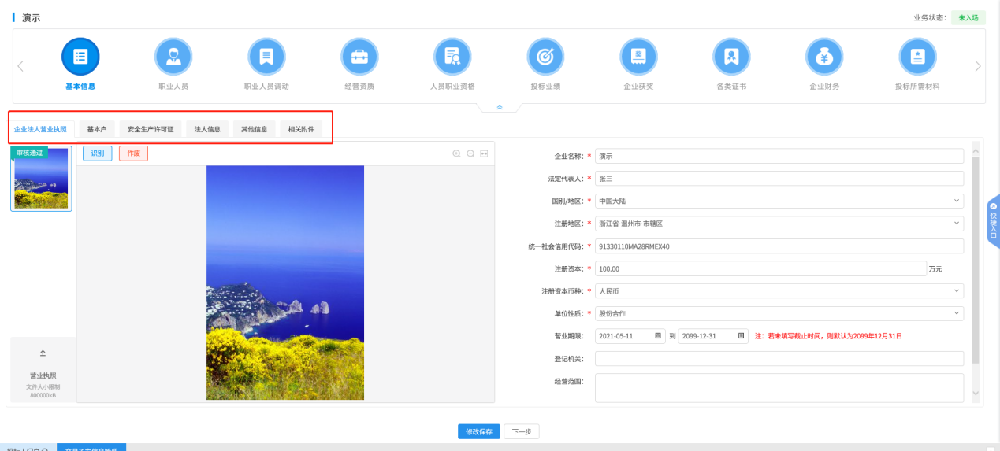 演示
业务状态： 未入场
基本信息 职业人员 职业人员调动 经营资质 人员职业资格 投标业绩 企业获奖 各类证书 企业财务 投标所需材料
企业法人营业执照 基本户 安全生产许可证 法人信息 其他信息 相关附件
审核通过
识别 作废
企业名称： * 演示
法定代表人： * 张三
国别/地区： * 中国大陆
注册地区： * 浙江省·温州市·市辖区
统一社会信用代码： * 91330110MA28RMEX40
注册资本： * 100.00 万元
注册资本币种： * 人民币
单位性质： * 股份合作
营业期限： 2021-05-11 到 2099-12-31 注：若未填写截止时间，则默认为2099年12月31日
登记机关：
经营范围：
营业执照
文件大小限制
800000kB
快捷入口
修改保存 下一步